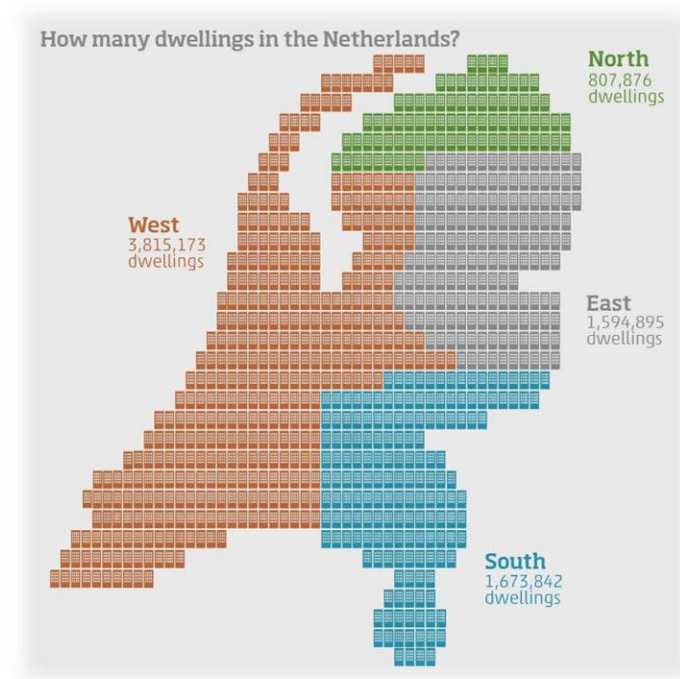 How many dwellings in the Netherlands?
North
807,876
dwellings
West
3,815,173
dwellings
East
1,594,895
dwellings
South
1,673,842
dwellings